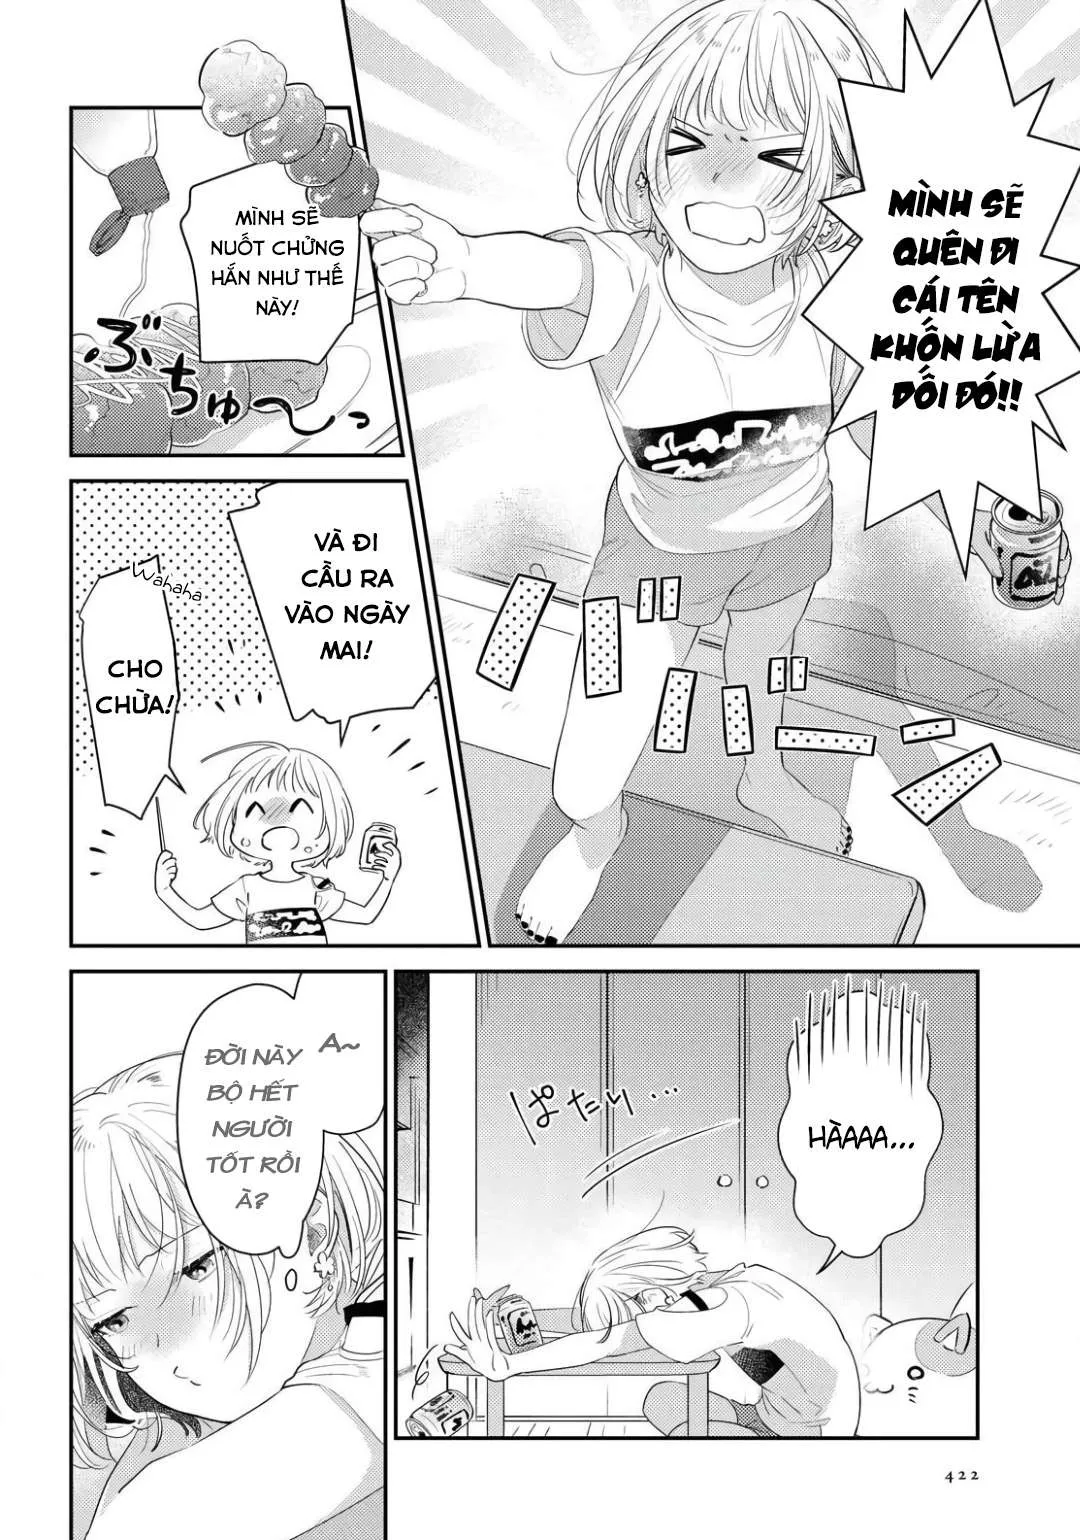 MÌNH SẼ
QUÊN ĐI
CÁI TÊN
KHỐN LỪA
DỐI ĐÓ!!
MÌNH SẼ
NUỐT CHỬNG
HẮN NHƯ THẾ
NÀY!
ぶちゅ〜っ
VÀ ĐI
CẦU RA
VÀO NGÀY
MAI!
Wahaha
CHO
CHỪA!
HÀAAA...
ぱたり...
A~
ĐỜI NÀY
BỘ HẾT
NGƯỜI
TỐT RỒI
À?
422